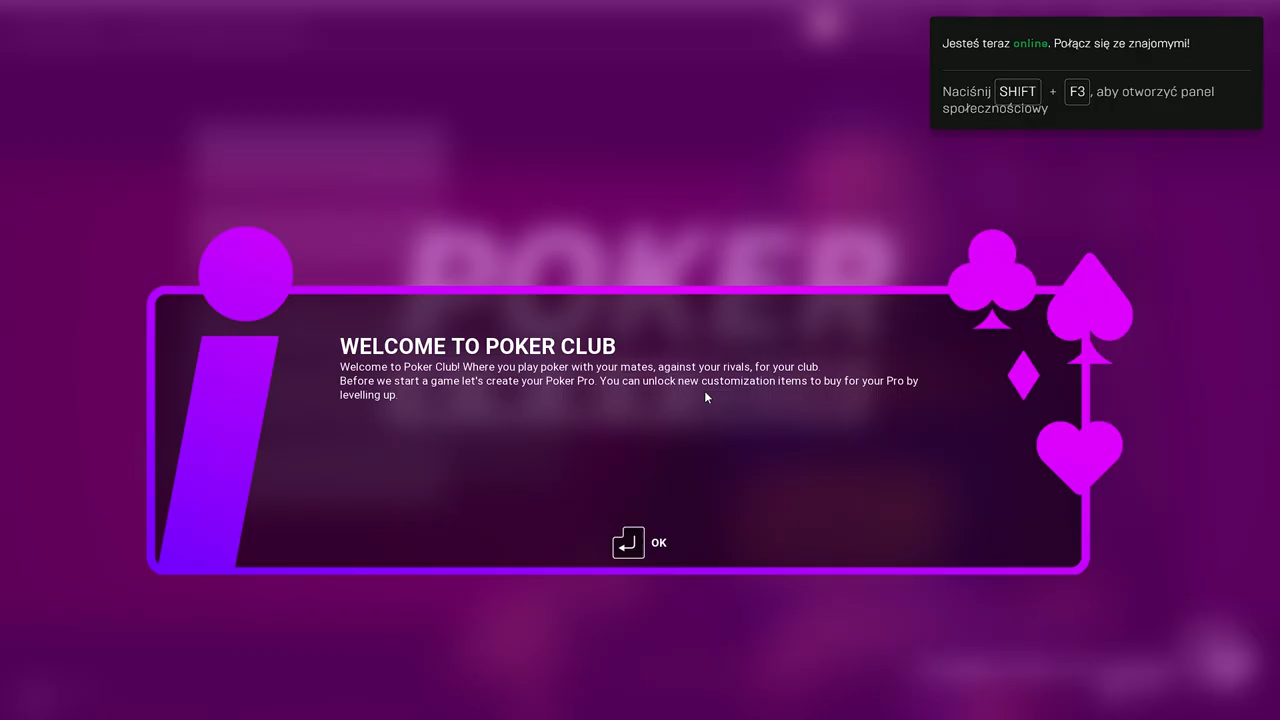 Jesteś teraz online. Połącz się ze znajomymi!
Naciśnij SHIFT + F3, aby otworzyć panel
społecznościowy
POKER
WELCOME TO POKER CLUB
Welcome to Poker Club! Where you play poker with your mates, against your rivals, for your club.
Before we start a game let's create your Poker Pro. You can unlock new customization items to buy for your Pro by
levelling up.
OK